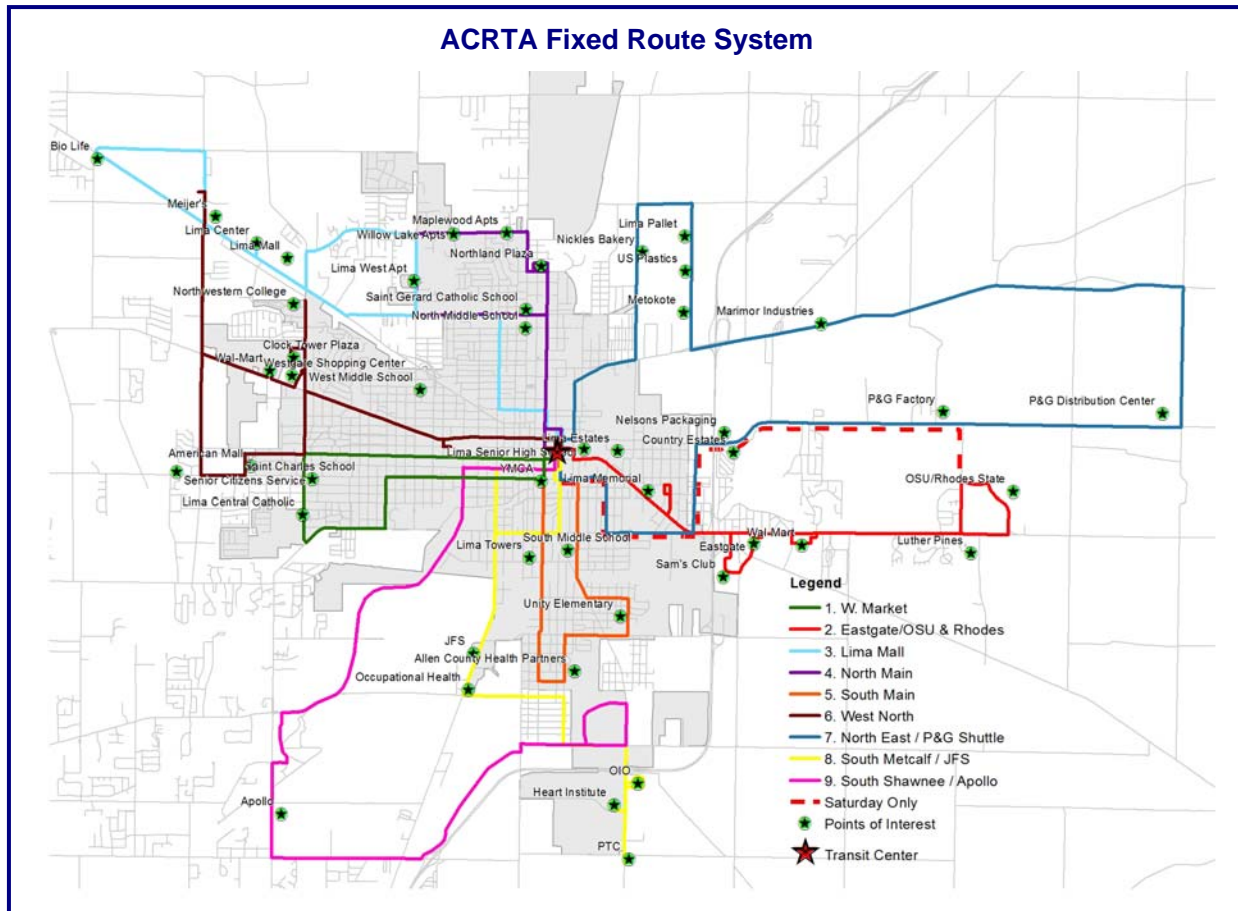 ACRTA Fixed Route System
Bio Life
Meijer's
Lima Center
Lima Mall
Maplewood Apts
Willow Lake Apts
Northland Plaza
Lima West Apt
Saint Gerard Catholic School
North Middle School
Northwestern College
Clock Tower Plaza
Wal-Mart
Westgate Shopping Center
West Middle School
Lima Pallet
Nickles Bakery
US Plastics
Metokote
Marimor Industries
P&G Factory
P&G Distribution Center
Nelsons Packaging
Country Estates
Lima Estates
Lima Senior High School
YMCA
Lima Memorial
American Mall
Saint Charles School
Senior Citizens Service
Lima Central Catholic
OSU/Rhodes State
Wal-Mart
Eastgate
Luther Pines
Sam's Club
South Middle School
Lima Towers
Unity Elementary
JFS
Allen County Health Partners
Occupational Health
OIO
Heart Institute
Apollo
PTC
Legend
1. W. Market
2. Eastgate/OSU & Rhodes
3. Lima Mall
4. North Main
5. South Main
6. West North
7. North East / P&G Shuttle
8. South Metcalf / JFS
9. South Shawnee / Apollo
Saturday Only
Points of Interest
Transit Center